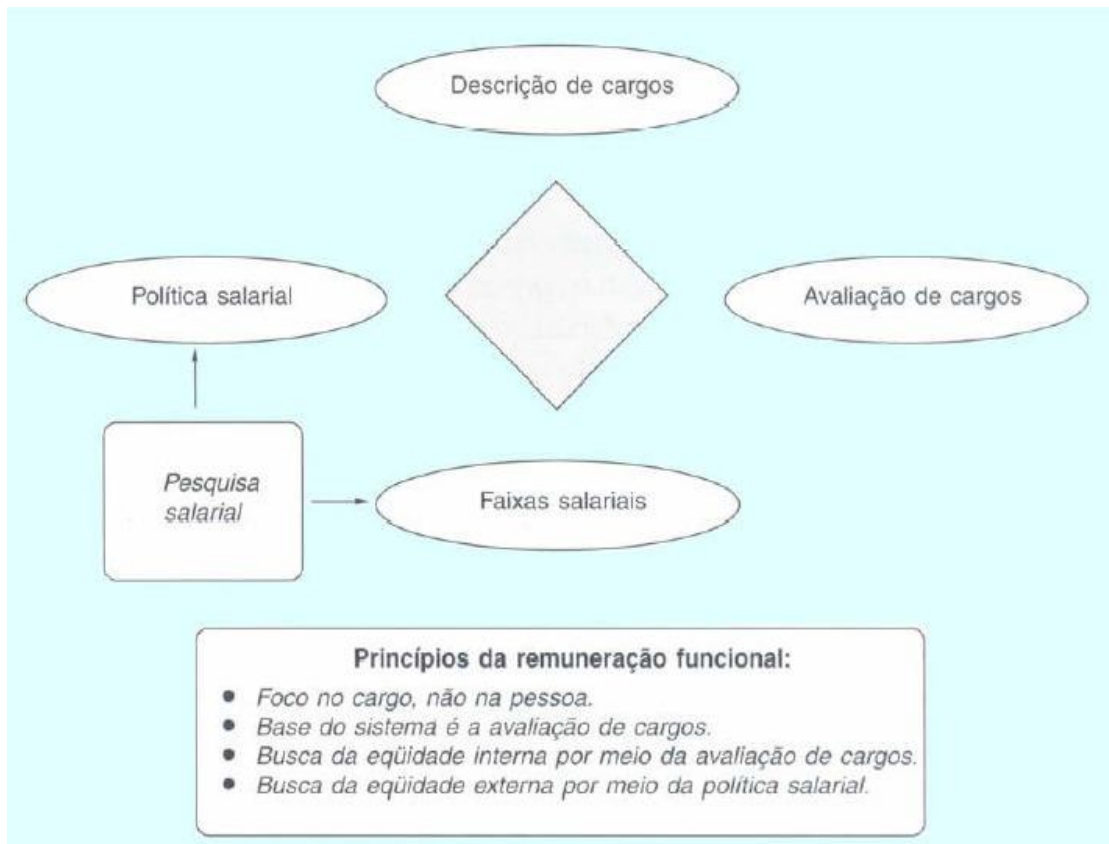 Descrição de cargos
Política salarial
Avaliação de cargos
Pesquisa
salarial
Faixas salariais
Princípios da remuneração funcional:
● Foco no cargo, não na pessoa.
● Base do sistema é a avaliação de cargos.
● Busca da eqüidade interna por meio da avaliação de cargos.
● Busca da eqüidade externa por meio da política salarial.